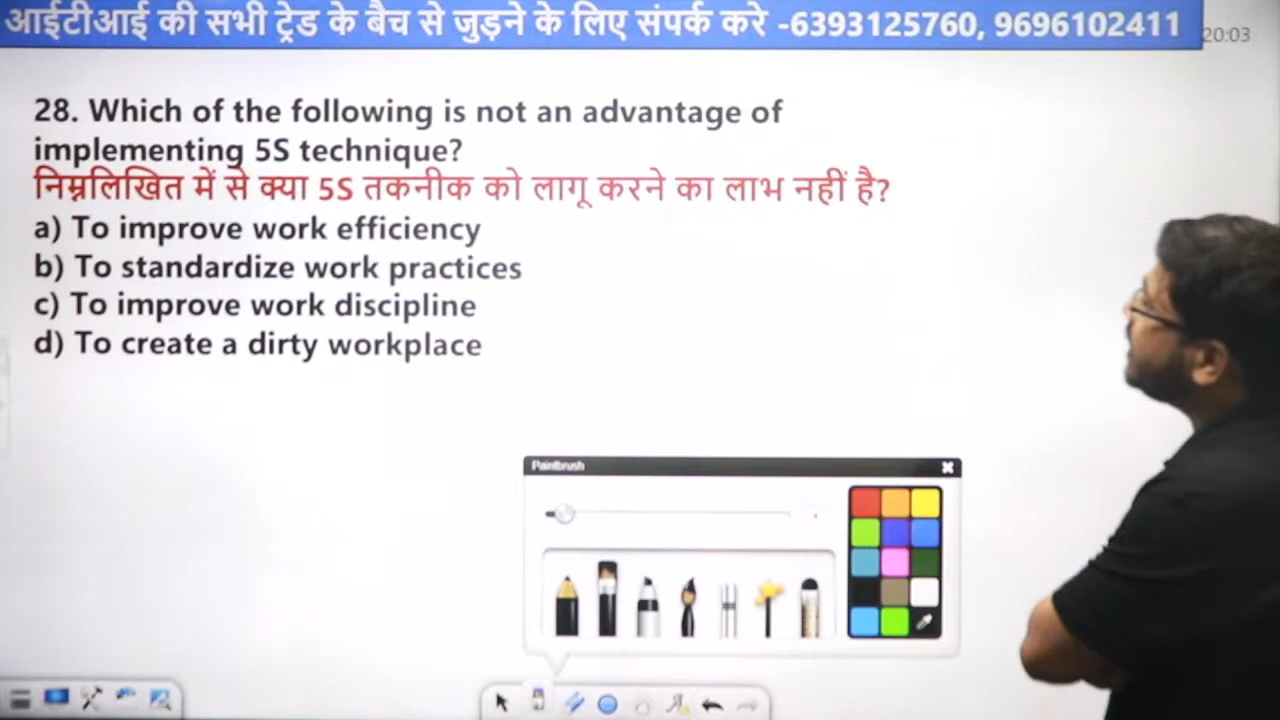 आईटीआई की सभी ट्रेड के बैच से जुड़ने के लिए संपर्क करे -6393125760, 9696102411
20:03
28. Which of the following is not an advantage of
implementing 5S technique?
निम्नलिखित में से क्या 5S तकनीक को लागू करने का लाभ नहीं है?
a) To improve work efficiency
b) To standardize work practices
c) To improve work discipline
d) To create a dirty workplace
Paintbrush